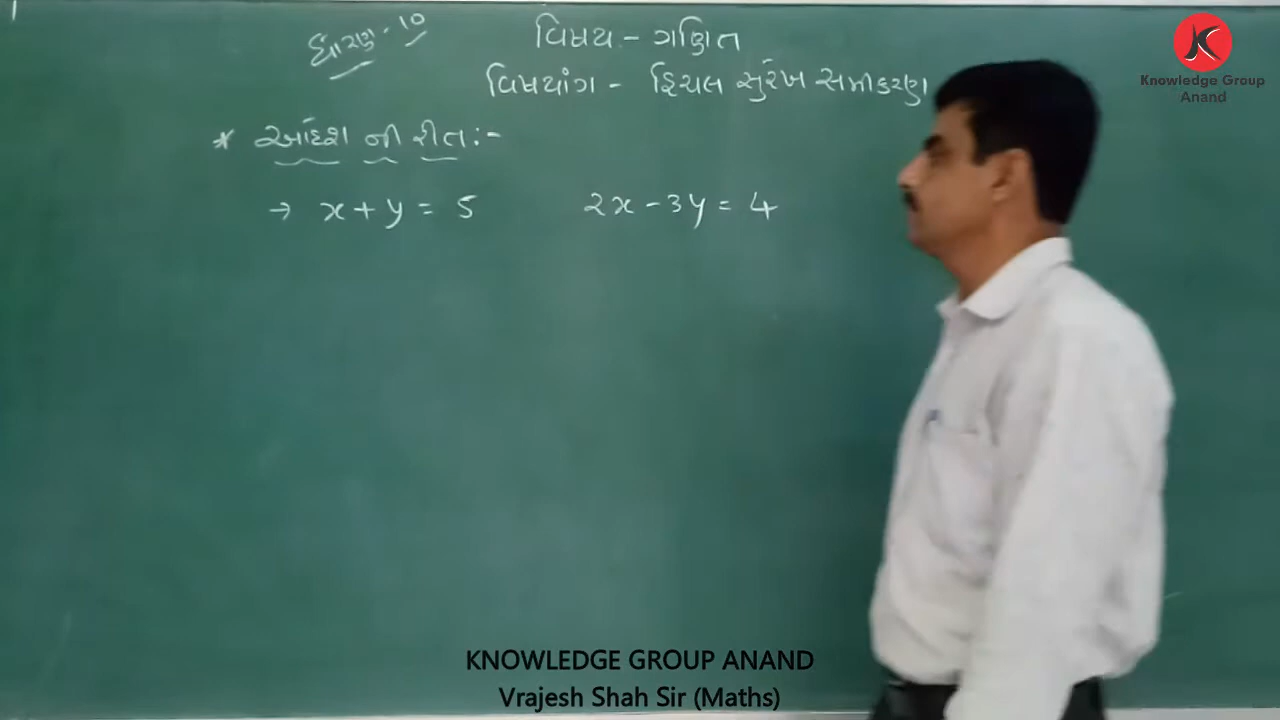 ધોરણ - ૧૦
વિષય - ગણિત
વિષયાંગ - દ્વિચલ સુરેખ સમીકરણ
* આદેશ ની રીત :-
→ x + y = 5 2x - 3y = 4
Knowledge Group
Anand
KNOWLEDGE GROUP ANAND
Vrajesh Shah Sir (Maths)